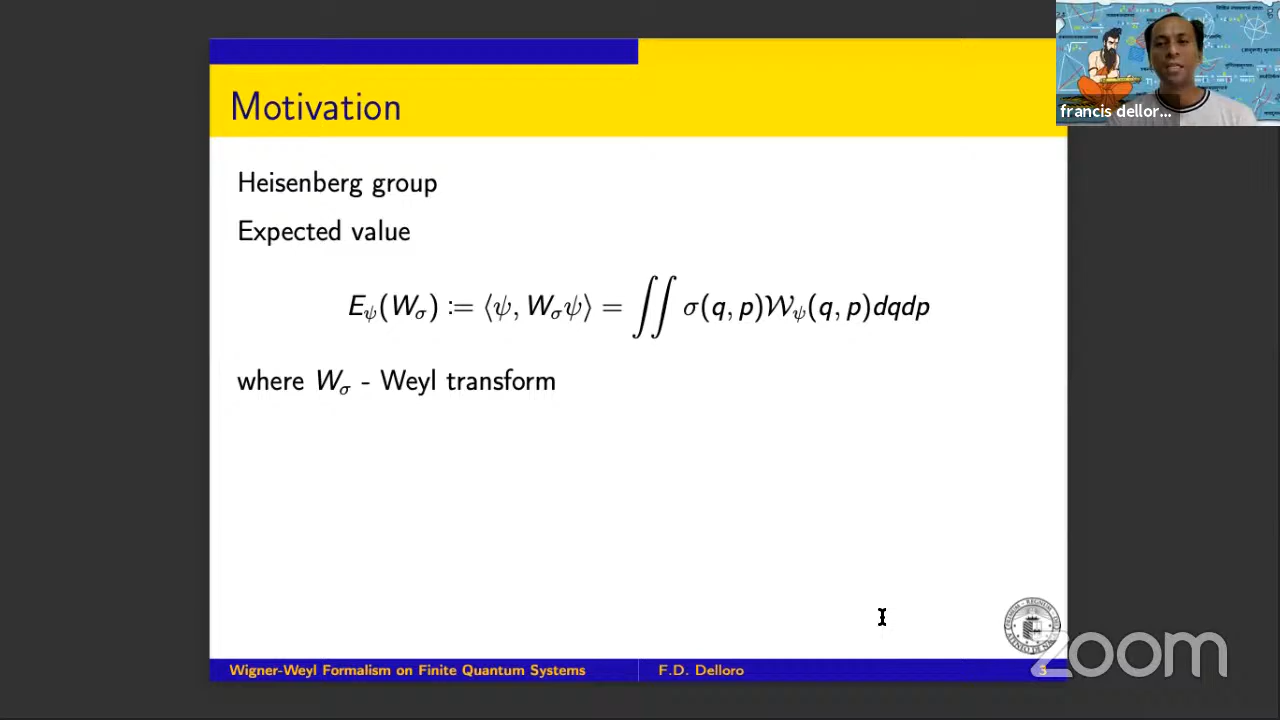 Motivation
francis dellor...
Heisenberg group
Expected value
E_ψ(W_σ) := ⟨ψ, W_σψ⟩ = ∬ σ(q, p)𝒲_ψ(q, p)dqdp
where W_σ - Weyl transform
zoom
Wigner-Weyl Formalism on Finite Quantum Systems F.D. Delloro 3